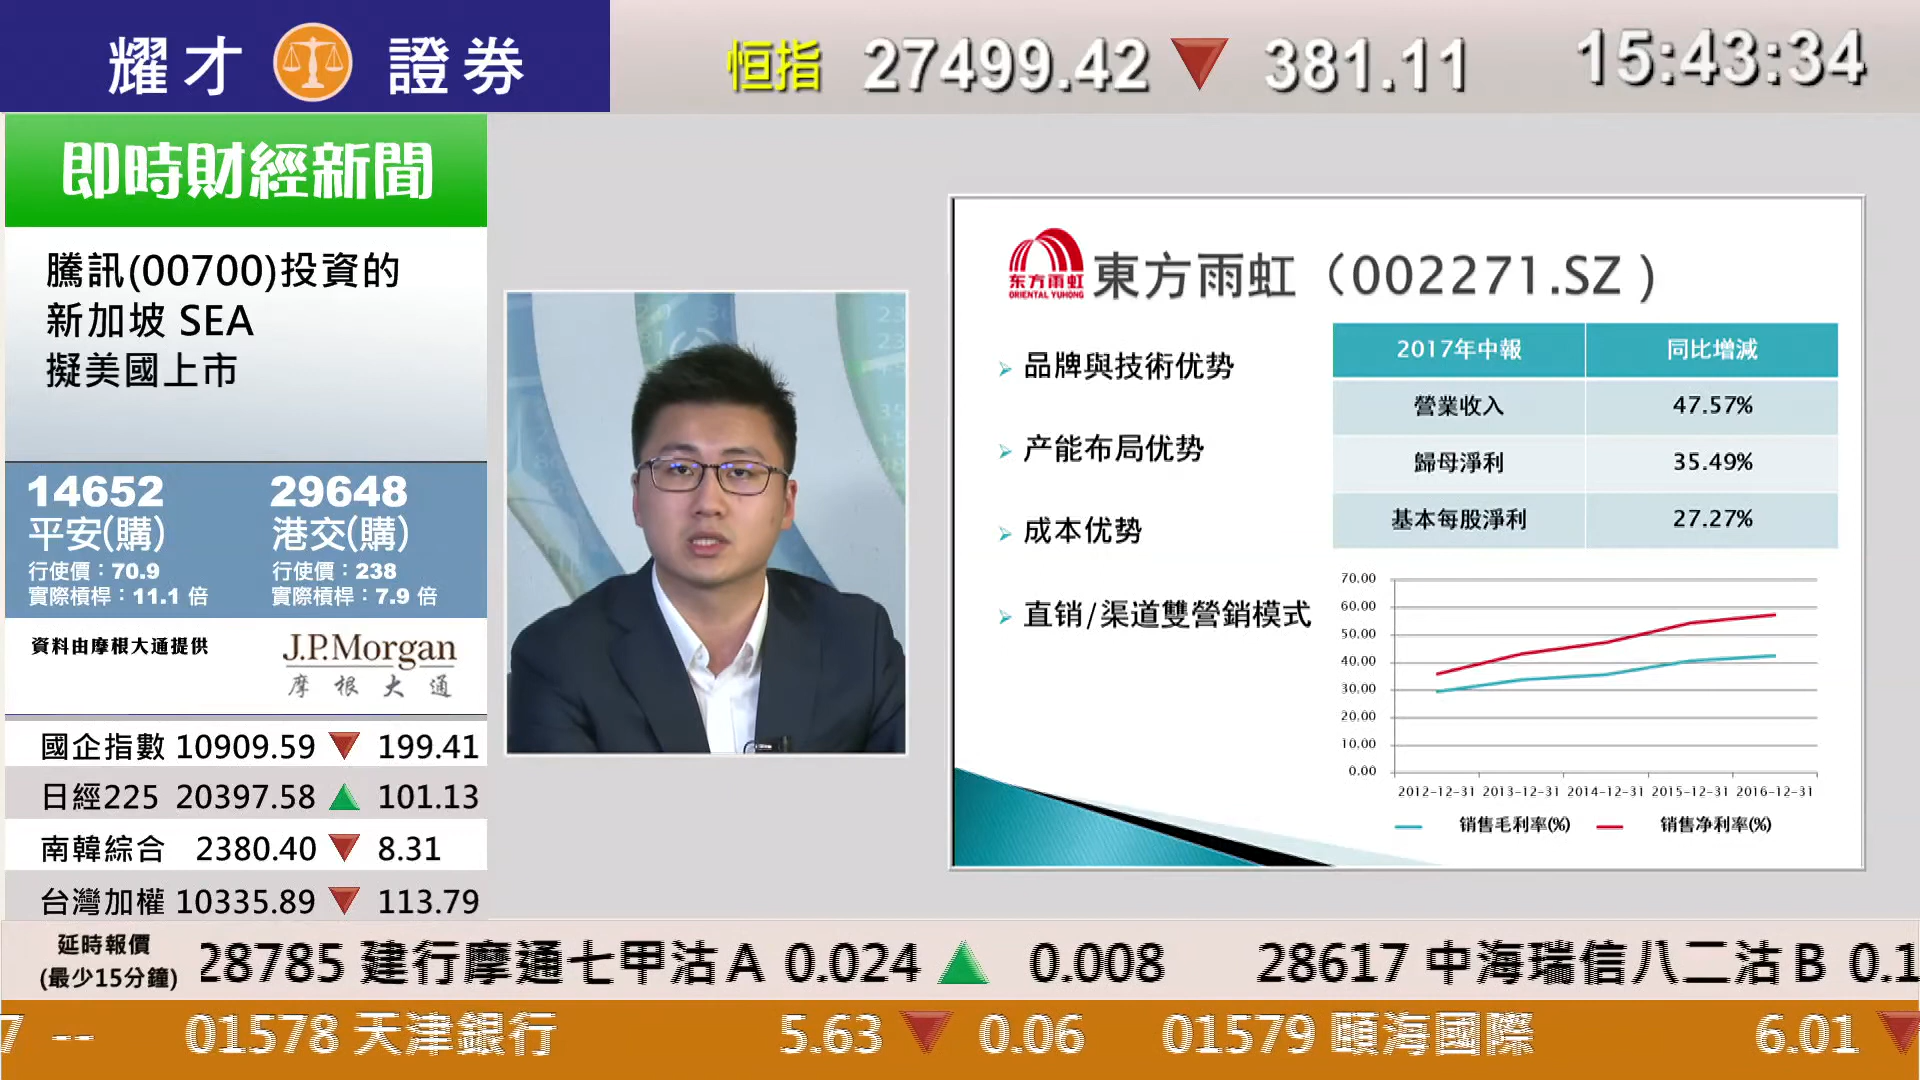 耀才 證券
恒指 27499.42 ▼ 381.11 15:43:34
即時財經新聞
騰訊(00700)投資的
新加坡 SEA
擬美國上市
14652
平安(購)
行使價：70.9
實際槓桿：11.1 倍
29648
港交(購)
行使價：238
實際槓桿：7.9 倍
資料由摩根大通提供
J.P.Morgan
摩根大通
國企指數 10909.59 ▼ 199.41
日經225 20397.58 ▲ 101.13
南韓綜合 2380.40 ▼ 8.31
台灣加權 10335.89 ▼ 113.79
东方雨虹
ORIENTAL YUHONG
東方雨虹（002271.SZ )
品牌與技術优势
产能布局优势
成本优势
直销/渠道雙營銷模式
2017年中報 同比增減
營業收入 47.57%
歸母淨利 35.49%
基本每股淨利 27.27%
70.00
60.00
50.00
40.00
30.00
20.00
10.00
0.00
2012-12-31 2013-12-31 2014-12-31 2015-12-31 2016-12-31
销售毛利率(%) 销售净利率(%)
延時報價
(最少15分鐘)
28785 建行摩通七甲沽A 0.024 ▲ 0.008 28617 中海瑞信八二沽B 0.1
7 -- 01578 天津銀行 5.63 ▼ 0.06 01579 頤海國際 6.01 ▼